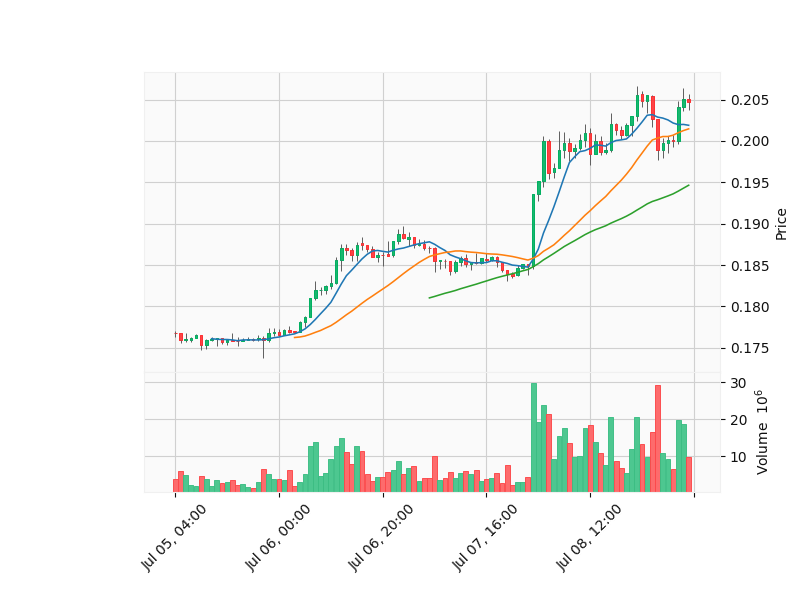 0.205
0.200
0.195
0.190
0.185
0.180
0.175
Price
30
20
10
Volume 10^6
Jul 05, 04:00
Jul 06, 00:00
Jul 06, 20:00
Jul 07, 16:00
Jul 08, 12:00